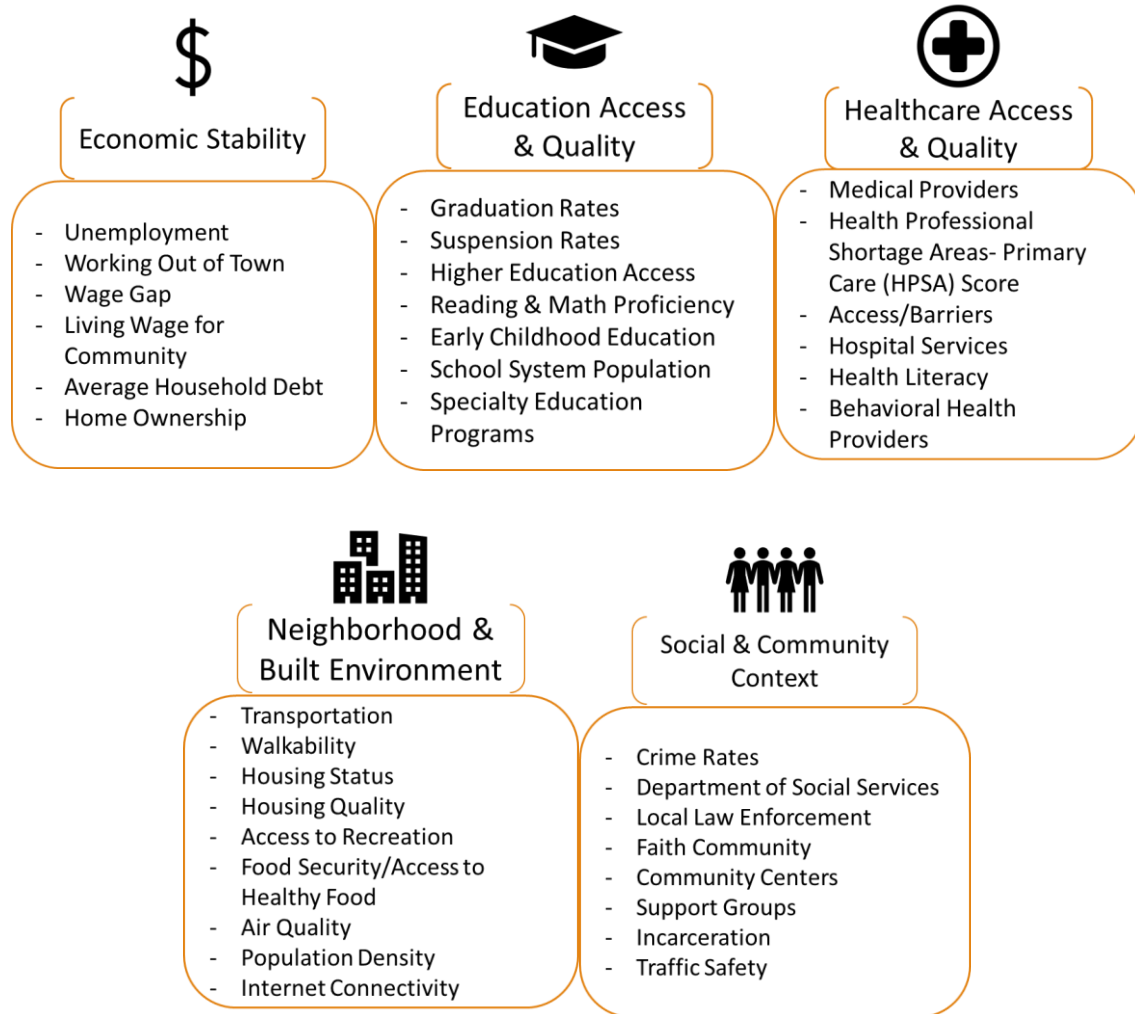 $
Economic Stability
- Unemployment
- Working Out of Town
- Wage Gap
- Living Wage for
Community
- Average Household Debt
- Home Ownership
Education Access
& Quality
- Graduation Rates
- Suspension Rates
- Higher Education Access
- Reading & Math Proficiency
- Early Childhood Education
- School System Population
- Specialty Education
Programs
Healthcare Access
& Quality
- Medical Providers
- Health Professional
Shortage Areas- Primary
Care (HPSA) Score
- Access/Barriers
- Hospital Services
- Health Literacy
- Behavioral Health
Providers
Neighborhood &
Built Environment
- Transportation
- Walkability
- Housing Status
- Housing Quality
- Access to Recreation
- Food Security/Access to
Healthy Food
- Air Quality
- Population Density
- Internet Connectivity
Social & Community
Context
- Crime Rates
- Department of Social Services
- Local Law Enforcement
- Faith Community
- Community Centers
- Support Groups
- Incarceration
- Traffic Safety